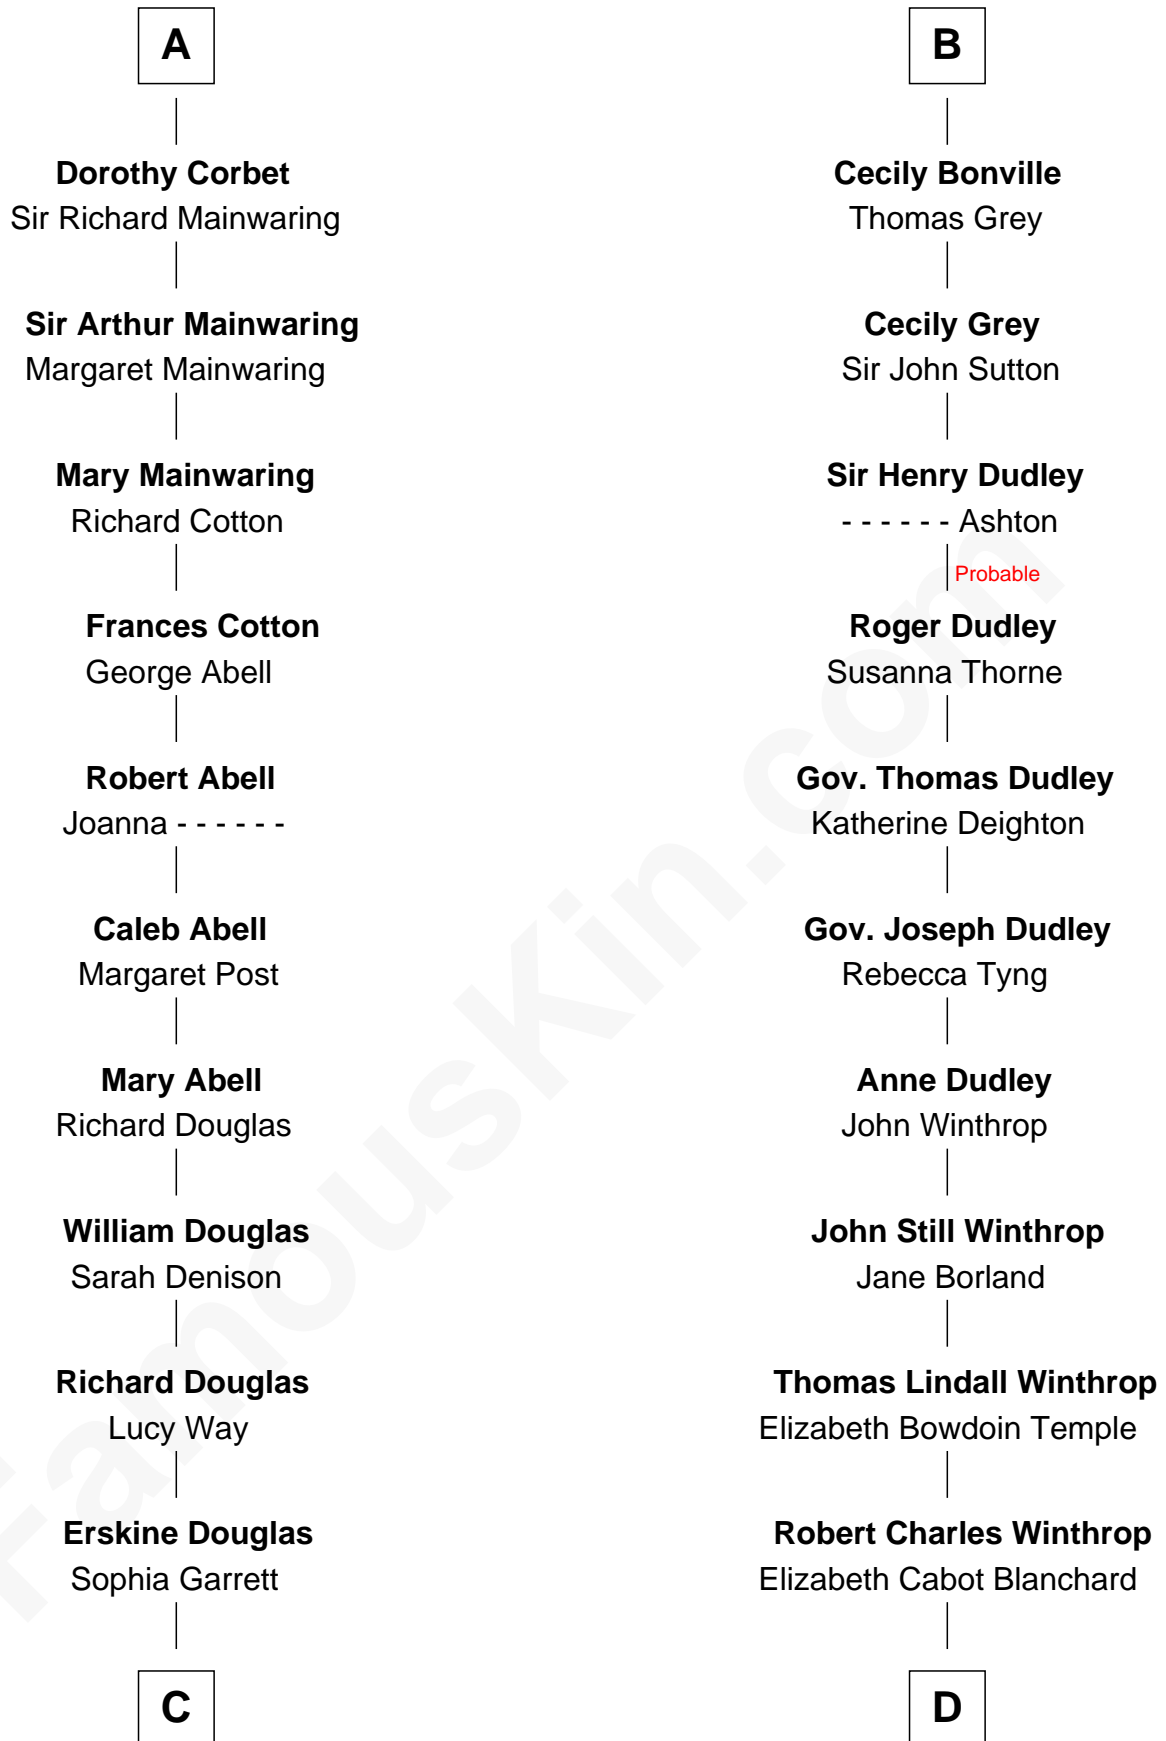 A
Dorothy Corbet
Sir Richard Mainwaring
Sir Arthur Mainwaring
Margaret Mainwaring
Mary Mainwaring
Richard Cotton
Frances Cotton
George Abell
Robert Abell
Joanna - - - - - -
Caleb Abell
Margaret Post
Mary Abell
Richard Douglas
William Douglas
Sarah Denison
Richard Douglas
Lucy Way
Erskine Douglas
Sophia Garrett
C
B
Cecily Bonville
Thomas Grey
Cecily Grey
Sir John Sutton
Sir Henry Dudley
- - - - - - Ashton
Probable
Roger Dudley
Susanna Thorne
Gov. Thomas Dudley
Katherine Deighton
Gov. Joseph Dudley
Rebecca Tyng
Anne Dudley
John Winthrop
John Still Winthrop
Jane Borland
Thomas Lindall Winthrop
Elizabeth Bowdoin Temple
Robert Charles Winthrop
Elizabeth Cabot Blanchard
D
FamousKin.com